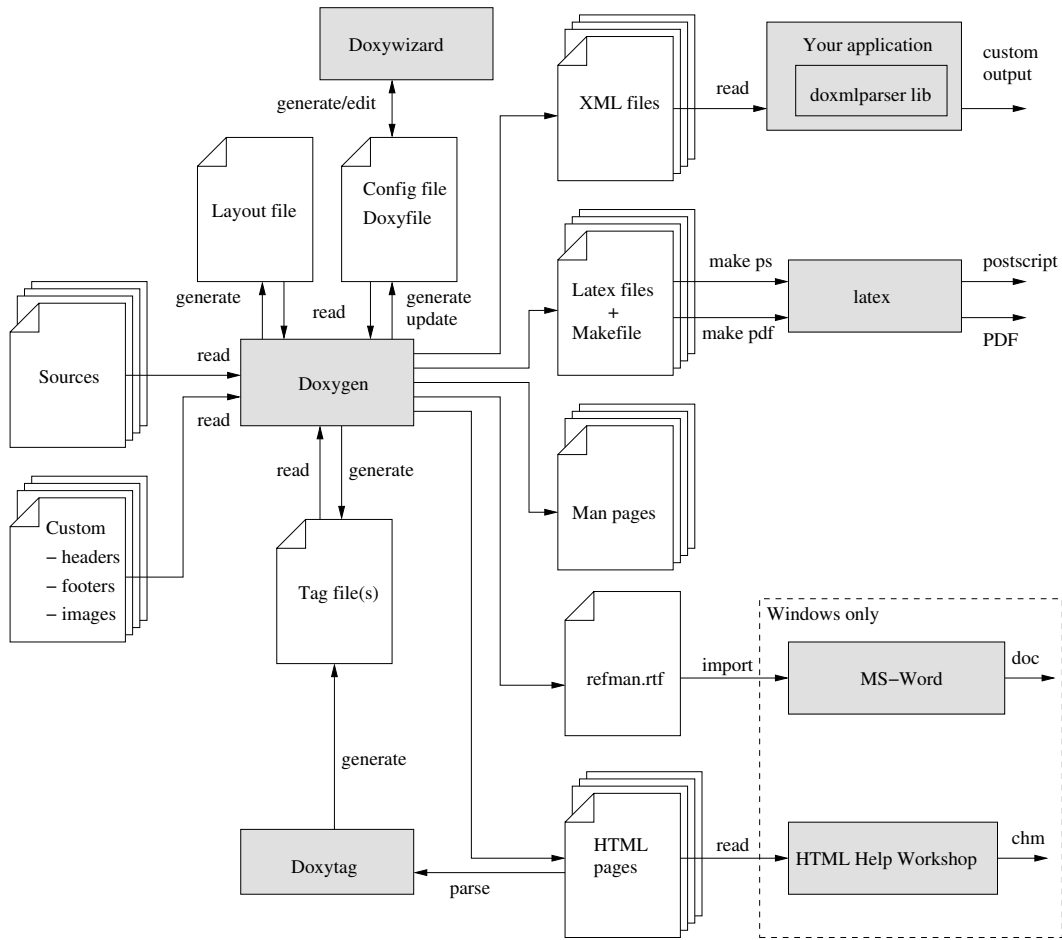 Doxywizard
Your application
custom
output
doxmlparser lib
generate/edit
XML files
read
Config file
Doxyfile
Layout file
make ps
postscript
generate
generate
update
read
Latex files
+
Makefile
latex
make pdf
PDF
read
Sources
Doxygen
read
read
generate
Man pages
Custom
− headers
− footers
− images
Tag file(s)
Windows only
import
doc
refman.rtf
MS−Word
generate
HTML
pages
read
chm
HTML Help Workshop
Doxytag
parse